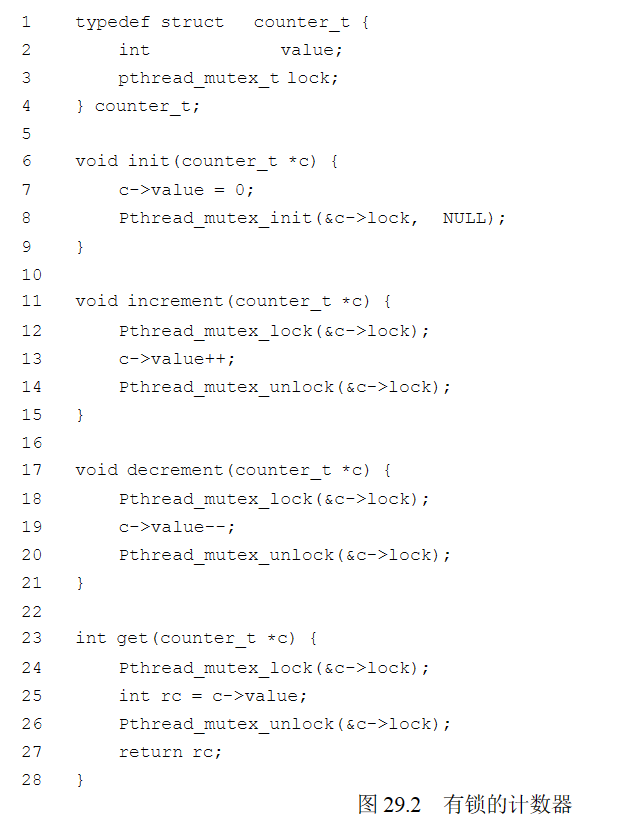 1 typedef struct counter_t {
2 int value;
3 pthread_mutex_t lock;
4 } counter_t;
5
6 void init(counter_t *c) {
7 c->value = 0;
8 Pthread_mutex_init(&c->lock, NULL);
9 }
10
11 void increment(counter_t *c) {
12 Pthread_mutex_lock(&c->lock);
13 c->value++;
14 Pthread_mutex_unlock(&c->lock);
15 }
16
17 void decrement(counter_t *c) {
18 Pthread_mutex_lock(&c->lock);
19 c->value--;
20 Pthread_mutex_unlock(&c->lock);
21 }
22
23 int get(counter_t *c) {
24 Pthread_mutex_lock(&c->lock);
25 int rc = c->value;
26 Pthread_mutex_unlock(&c->lock);
27 return rc;
28 }
图 29.2 有锁的计数器